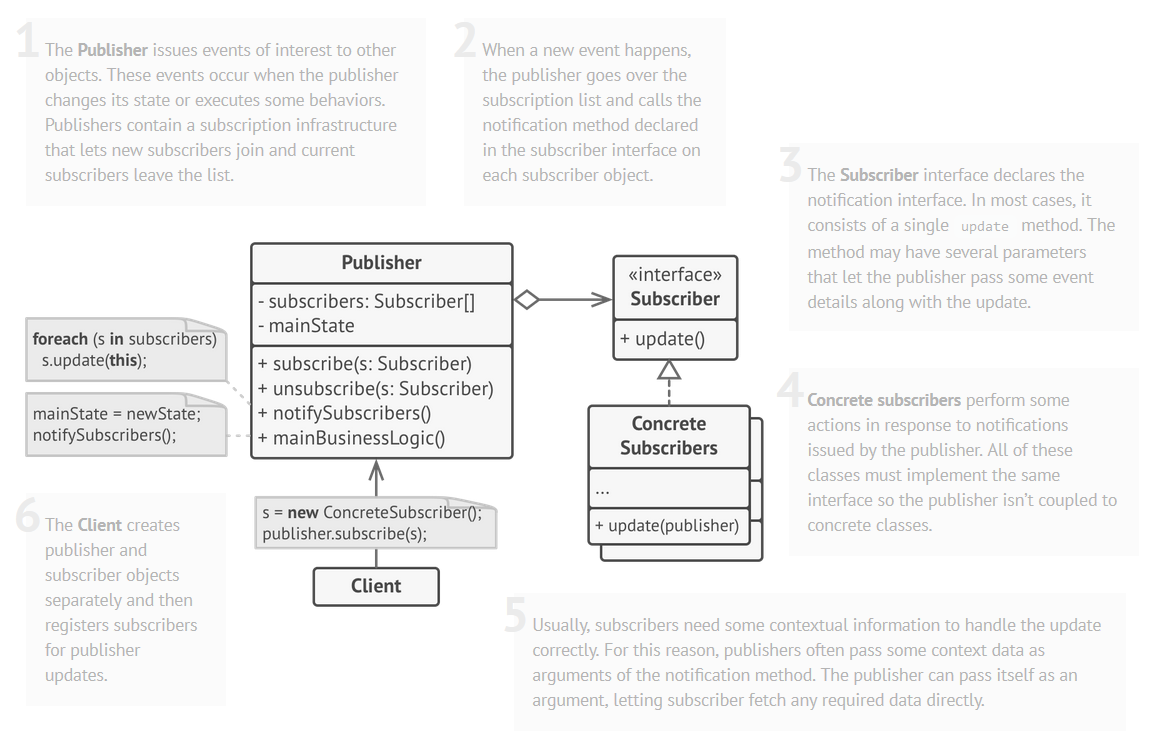 1
The Publisher issues events of interest to other
objects. These events occur when the publisher
changes its state or executes some behaviors.
Publishers contain a subscription infrastructure
that lets new subscribers join and current
subscribers leave the list.
2
When a new event happens,
the publisher goes over the
subscription list and calls the
notification method declared
in the subscriber interface on
each subscriber object.
3
The Subscriber interface declares the
notification interface. In most cases, it
consists of a single update method. The
method may have several parameters
that let the publisher pass some event
details along with the update.
Publisher
- subscribers: Subscriber[]
- mainState
+ subscribe(s: Subscriber)
+ unsubscribe(s: Subscriber)
+ notifySubscribers()
+ mainBusinessLogic()
«interface»
Subscriber
+ update()
foreach (s in subscribers)
s.update(this);
mainState = newState;
notifySubscribers();
4
Concrete subscribers perform some
actions in response to notifications
issued by the publisher. All of these
classes must implement the same
interface so the publisher isn't coupled to
concrete classes.
Concrete
Subscribers
...
+ update(publisher)
s = new ConcreteSubscriber();
publisher.subscribe(s);
Client
6
The Client creates
publisher and
subscriber objects
separately and then
registers subscribers
for publisher
updates.
5
Usually, subscribers need some contextual information to handle the update
correctly. For this reason, publishers often pass some context data as
arguments of the notification method. The publisher can pass itself as an
argument, letting subscriber fetch any required data directly.